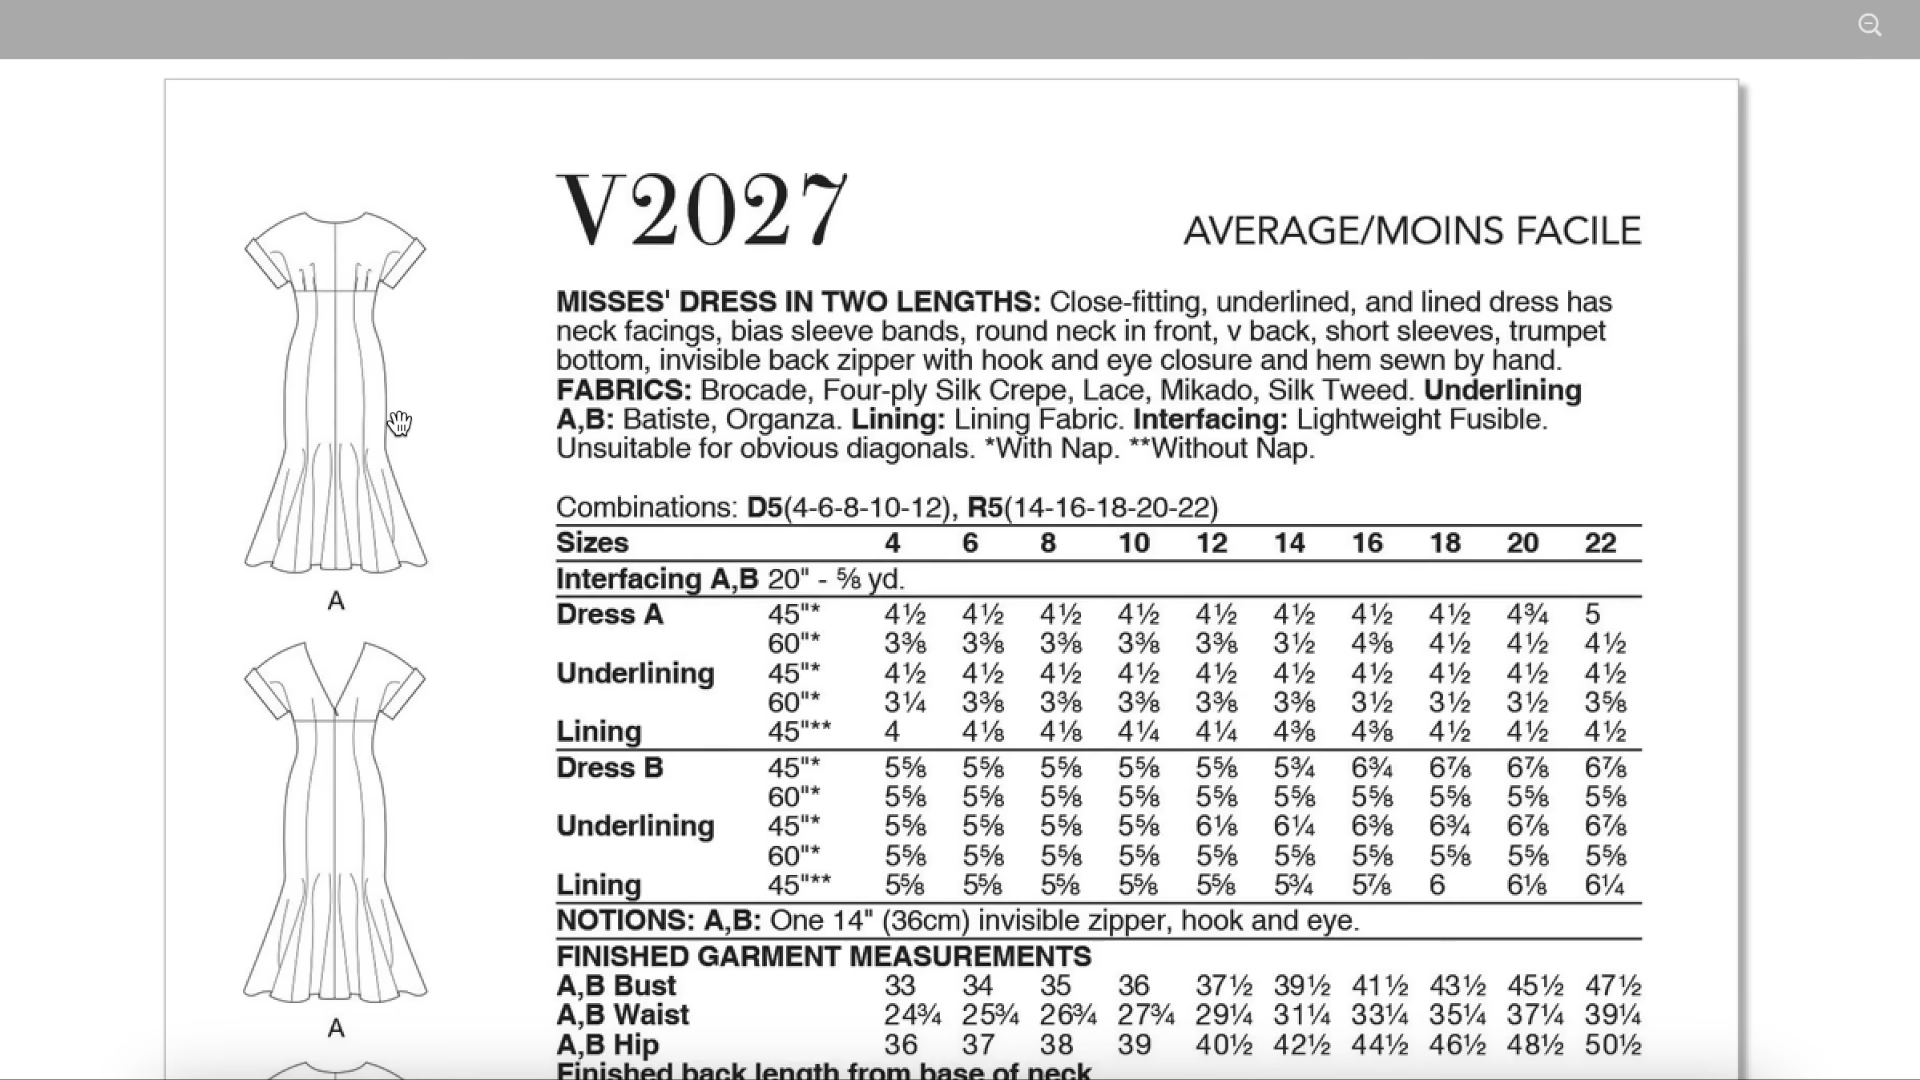 V2027
AVERAGE/MOINS FACILE
MISSES' DRESS IN TWO LENGTHS: Close-fitting, underlined, and lined dress has
neck facings, bias sleeve bands, round neck in front, v back, short sleeves, trumpet
bottom, invisible back zipper with hook and eye closure and hem sewn by hand.
FABRICS: Brocade, Four-ply Silk Crepe, Lace, Mikado, Silk Tweed. Underlining
A,B: Batiste, Organza. Lining: Lining Fabric. Interfacing: Lightweight Fusible.
Unsuitable for obvious diagonals. *With Nap. **Without Nap.
Combinations: D5(4-6-8-10-12), R5(14-16-18-20-22)
Sizes 4 6 8 10 12 14 16 18 20 22
Interfacing A,B 20" - ⅝ yd.
Dress A 45"* 4½ 4½ 4½ 4½ 4½ 4½ 4½ 4½ 4¾ 5
60"* 3⅜ 3⅜ 3⅜ 3⅜ 3⅜ 3½ 4⅜ 4½ 4½ 4½
Underlining 45"* 4½ 4½ 4½ 4½ 4½ 4½ 4½ 4½ 4½ 4½
60"* 3¼ 3⅜ 3⅜ 3⅜ 3⅜ 3⅜ 3½ 3½ 3½ 3⅝
Lining 45"** 4 4⅛ 4⅛ 4¼ 4¼ 4⅜ 4⅜ 4½ 4½ 4½
Dress B 45"* 5⅝ 5⅝ 5⅝ 5⅝ 5⅝ 5¾ 6¾ 6⅞ 6⅞ 6⅞
60"* 5⅝ 5⅝ 5⅝ 5⅝ 5⅝ 5⅝ 5⅝ 5⅝ 5⅝ 5⅝
Underlining 45"* 5⅝ 5⅝ 5⅝ 5⅝ 6⅛ 6¼ 6⅜ 6¾ 6⅞ 6⅞
60"* 5⅝ 5⅝ 5⅝ 5⅝ 5⅝ 5⅝ 5⅝ 5⅝ 5⅝ 5⅝
Lining 45"** 5⅝ 5⅝ 5⅝ 5⅝ 5⅝ 5¾ 5⅞ 6 6⅛ 6¼
NOTIONS: A,B: One 14" (36cm) invisible zipper, hook and eye.
FINISHED GARMENT MEASUREMENTS
A,B Bust 33 34 35 36 37½ 39½ 41½ 43½ 45½ 47½
A,B Waist 24¾ 25¾ 26¾ 27¾ 29¼ 31¼ 33¼ 35¼ 37¼ 39¼
A,B Hip 36 37 38 39 40½ 42½ 44½ 46½ 48½ 50½
Finished back length from base of neck
A
A